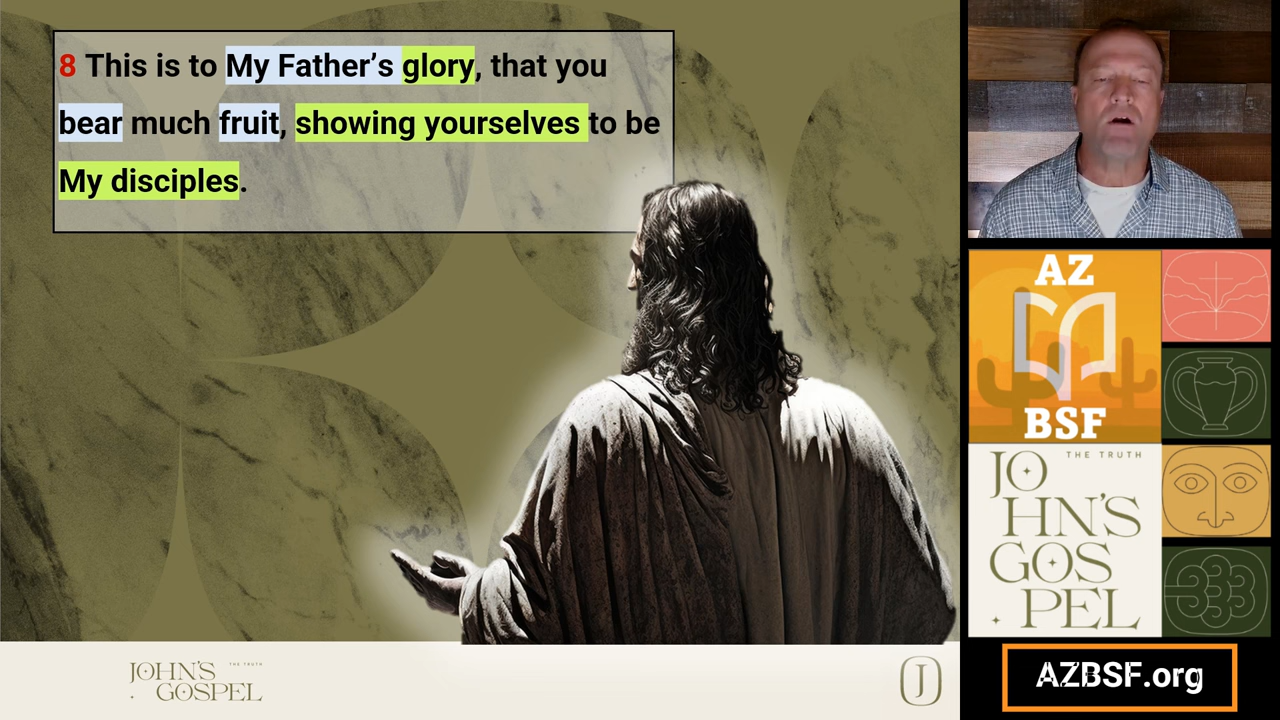 8 This is to My Father’s glory, that you
bear much fruit, showing yourselves to be
My disciples.
JOHN'S THE TRUTH
GOSPEL
J
AZ
BSF
THE TRUTH
JO
HN'S
GOS
PEL
AZBSF.org